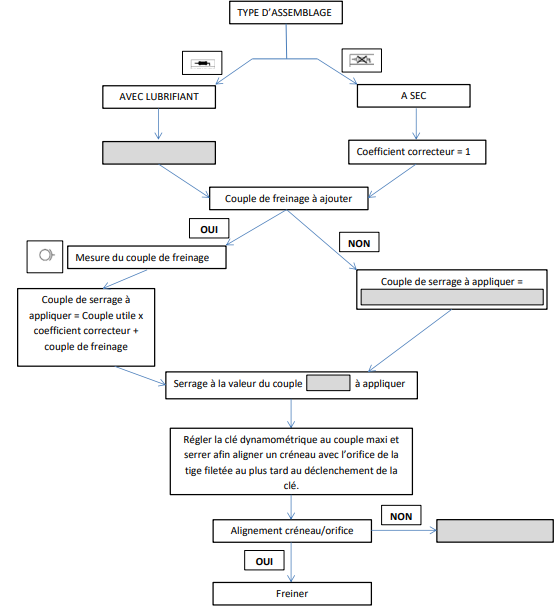 TYPE D'ASSEMBLAGE
AVEC LUBRIFIANT
A SEC
Coefficient correcteur = 1
Couple de freinage à ajouter
OUI
NON
Mesure du couple de freinage
Couple de serrage à appliquer =
Couple de serrage à
appliquer = Couple utile x
coefficient correcteur +
couple de freinage
Serrage à la valeur du couple à appliquer
Régler la clé dynamométrique au couple maxi et
serrer afin aligner un créneau avec l'orifice de la
tige filetée au plus tard au déclenchement de la
clé.
Alignement créneau/orifice
NON
OUI
Freiner